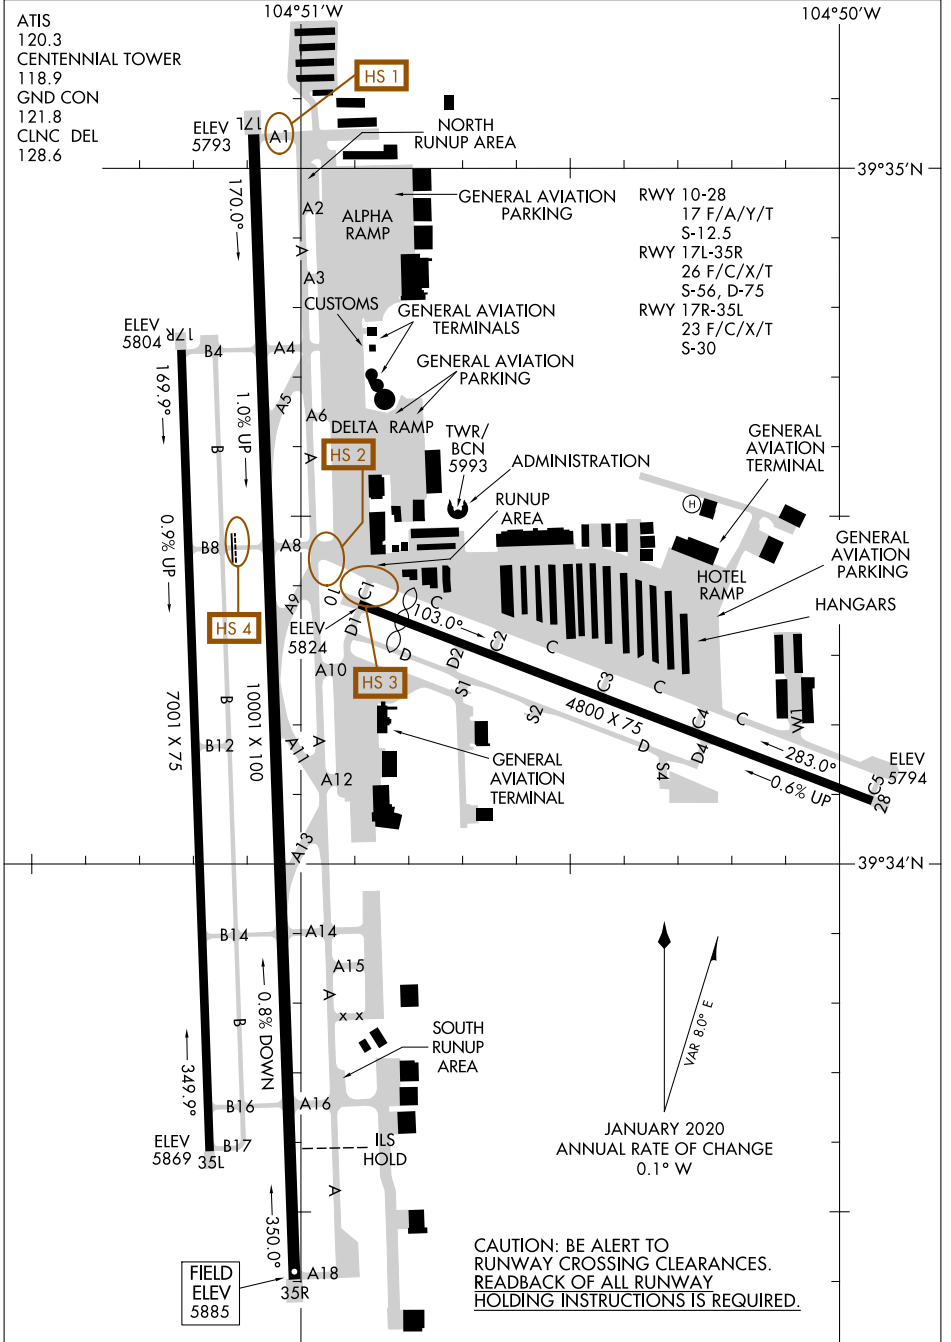 104°51'W
104°50'W
ATIS
120.3
CENTENNIAL TOWER
118.9
GND CON
121.8
CLNC DEL
128.6
HS 1
ELEV
5793
17L
A1
NORTH
RUNUP AREA
39°35'N
170.0°
A2
ALPHA
RAMP
GENERAL AVIATION
PARKING
RWY 10-28
17 F/A/Y/T
S-12.5
RWY 17L-35R
26 F/C/X/T
S-56, D-75
RWY 17R-35L
23 F/C/X/T
S-30
A
A3
CUSTOMS
GENERAL AVIATION
TERMINALS
ELEV
5804
17R
B4
A4
GENERAL AVIATION
PARKING
169.9°
1.0% UP
A5
A6
DELTA RAMP
B
A
HS 2
TWR/
BCN
5993
ADMINISTRATION
GENERAL
AVIATION
TERMINAL
RUNUP
AREA
H
0.9% UP
B8
A8
GENERAL
AVIATION
PARKING
HOTEL
RAMP
HANGARS
HS 4
A9
10
C1
C
103.0°
ELEV
5824
D1
D
C2
C
D2
A10
HS 3
S1
C3
C
4800 X 75
S2
C4
C
W1
7001 X 75
B
10001 X 100
B12
A11
A
D
D4
283.0°
ELEV
5794
GENERAL
AVIATION
TERMINAL
S4
0.6% UP
C5
28
A12
A13
39°34'N
B14
A14
A15
A
B
0.8% DOWN
X X
SOUTH
RUNUP
AREA
VAR 8.0° E
349.9°
B16
A16
JANUARY 2020
ANNUAL RATE OF CHANGE
0.1° W
ELEV
5869
35L
B17
ILS
HOLD
A
350.0°
CAUTION: BE ALERT TO
RUNWAY CROSSING CLEARANCES.
READBACK OF ALL RUNWAY
HOLDING INSTRUCTIONS IS REQUIRED.
FIELD
ELEV
5885
A18
35R